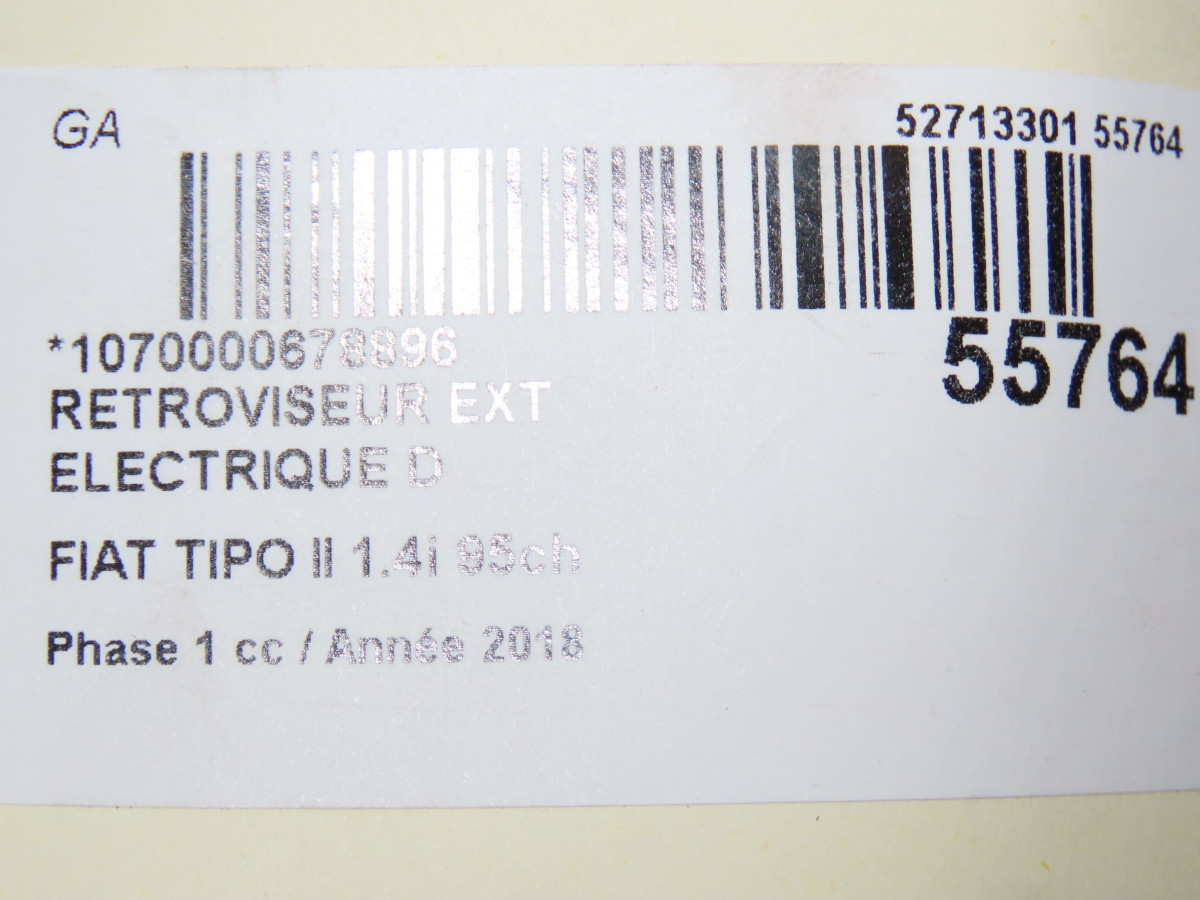 GA
52713301 55764
*1070000678896
55764
RETROVISEUR EXT
ELECTRIQUE D
FIAT TIPO II 1.4i 95ch
Phase 1 cc / Année 2018